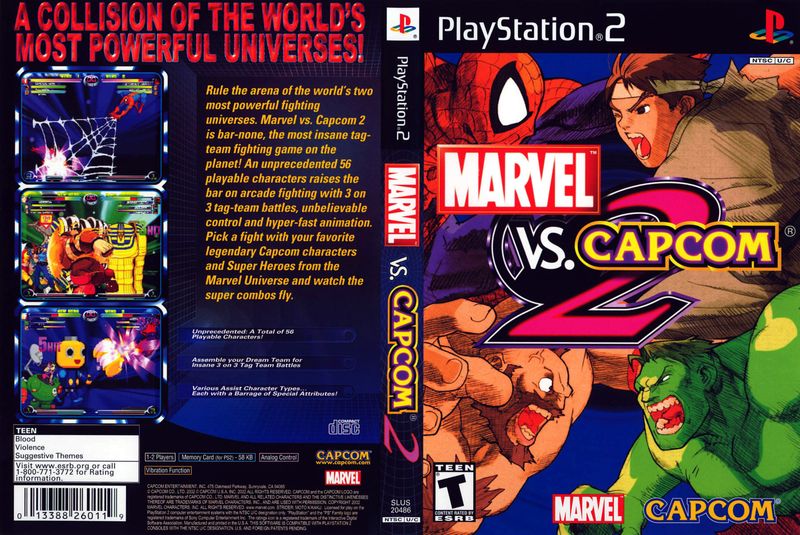 A COLLISION OF THE WORLD'S
MOST POWERFUL UNIVERSES!
Rule the arena of the world's two
most powerful fighting
universes. Marvel vs. Capcom 2
is bar-none, the most insane tag-
team fighting game on the
planet! An unprecedented 56
playable characters raises the
bar on arcade fighting with 3 on
3 tag-team battles, unbelievable
control and hyper-fast animation.
Pick a fight with your favorite
legendary Capcom characters
and Super Heroes from the
Marvel Universe and watch the
super combos fly.
Unprecedented: A Total of 56
Playable Characters!
Assemble your Dream Team for
Insane 3 on 3 Tag Team Battles
Various Assist Character Types...
Each with a Barrage of Special Attributes!
COMPACT
disc
TEEN
Blood
Violence
Suggestive Themes
Visit www.esrb.org or call
1-800-771-3772 for Rating
information.
0 13388 26011 9
1-2 Players
Memory Card (for PS2) - 58 KB
Analog Control
Vibration Function
CAPCOM
www.capcom.com
MARVEL
PlayStation®2
MARVEL
VS. CAPCOM®
2
SLUS
20486
NTSC U/C
PlayStation®2
NTSC U/C
MARVEL™
VS. CAPCOM®
2
TEEN
T
CONTENT RATED BY
ESRB
MARVEL
CAPCOM